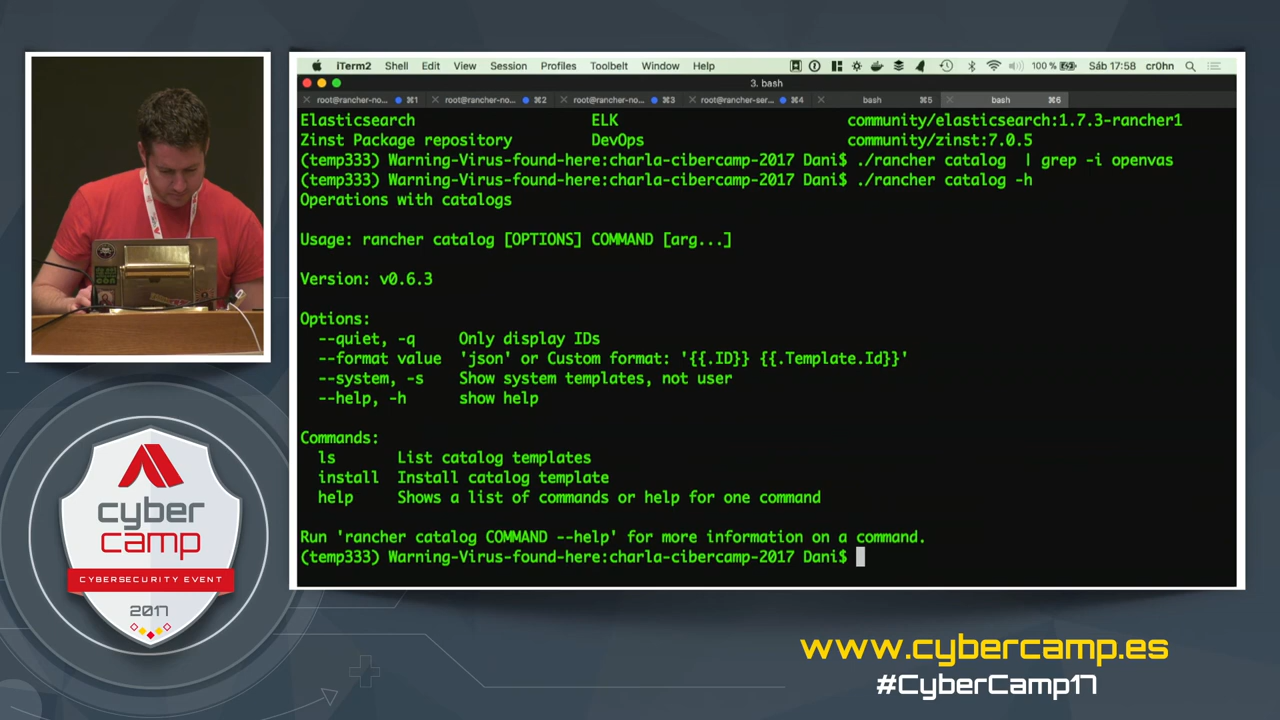 iTerm2 Shell Edit View Session Profiles Toolbelt Window Help 100 % Sáb 17:58 cr0hn
3. bash
root@rancher-no... ⌘1 root@rancher-no... ⌘2 root@rancher-no... ⌘3 root@rancher-ser... ⌘4 bash ⌘5 bash ⌘6
Elasticsearch ELK community/elasticsearch:1.7.3-rancher1
Zinst Package repository DevOps community/zinst:7.0.5
(temp333) Warning-Virus-found-here:charla-cibercamp-2017 Dani$ ./rancher catalog | grep -i openvas
(temp333) Warning-Virus-found-here:charla-cibercamp-2017 Dani$ ./rancher catalog -h
Operations with catalogs
Usage: rancher catalog [OPTIONS] COMMAND [arg...]
Version: v0.6.3
Options:
--quiet, -q Only display IDs
--format value 'json' or Custom format: '{{.ID}} {{.Template.Id}}'
--system, -s Show system templates, not user
--help, -h show help
Commands:
ls List catalog templates
install Install catalog template
help Shows a list of commands or help for one command
Run 'rancher catalog COMMAND --help' for more information on a command.
(temp333) Warning-Virus-found-here:charla-cibercamp-2017 Dani$
cyber
camp
CYBERSECURITY EVENT
2017
www.cybercamp.es
#CyberCamp17